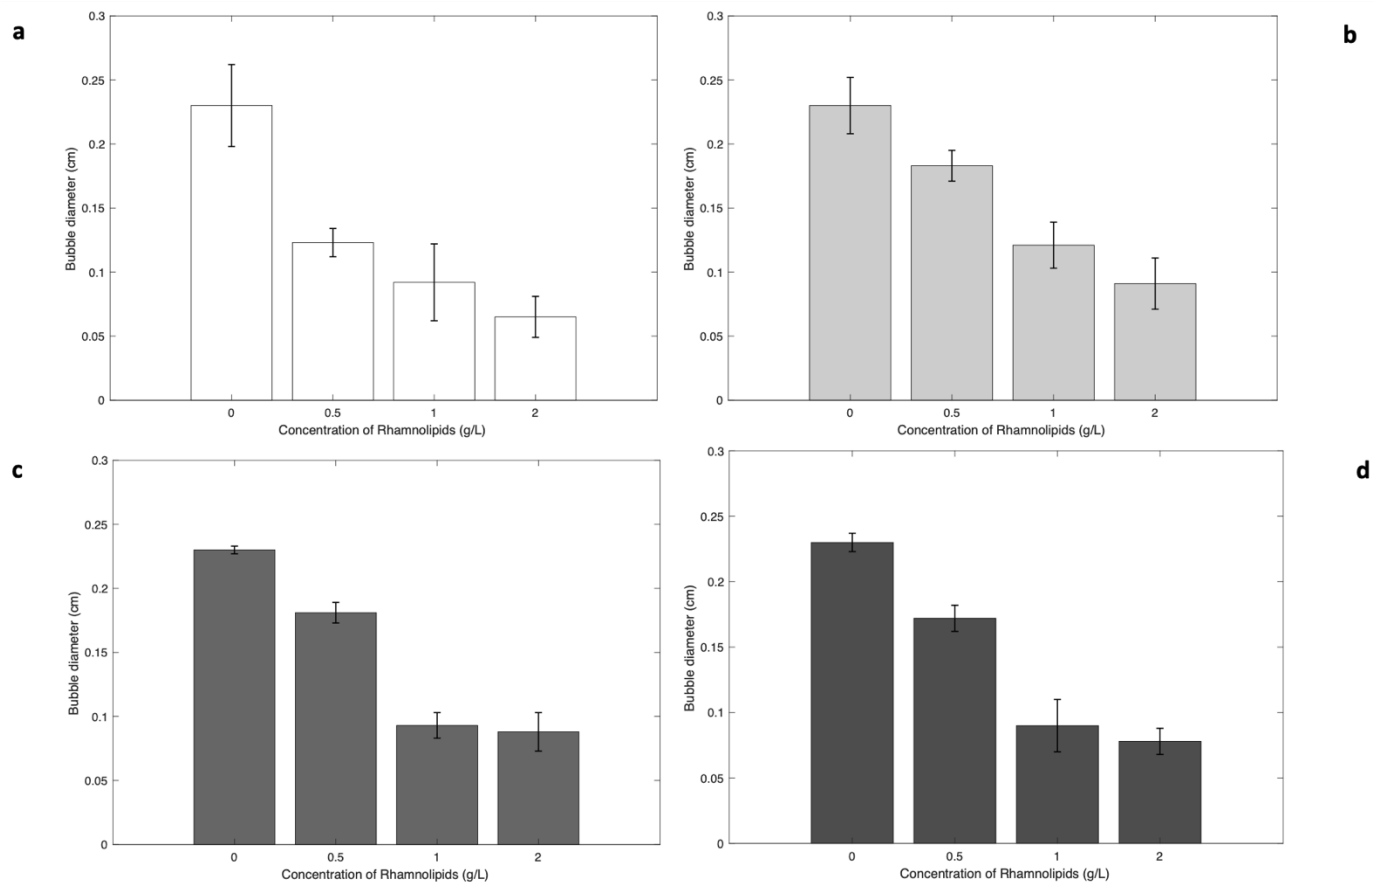 a
0.3
0.25
0.2
0.15
0.1
0.05
0
Bubble diameter (cm)
0 0.5 1 2
Concentration of Rhamnolipids (g/L)
b
0.3
0.25
0.2
0.15
0.1
0.05
0
Bubble diameter (cm)
0 0.5 1 2
Concentration of Rhamnolipids (g/L)
c
0.3
0.25
0.2
0.15
0.1
0.05
0
Bubble diameter (cm)
0 0.5 1 2
Concentration of Rhamnolipids (g/L)
d
0.3
0.25
0.2
0.15
0.1
0.05
0
Bubble diameter (cm)
0 0.5 1 2
Concentration of Rhamnolipids (g/L)